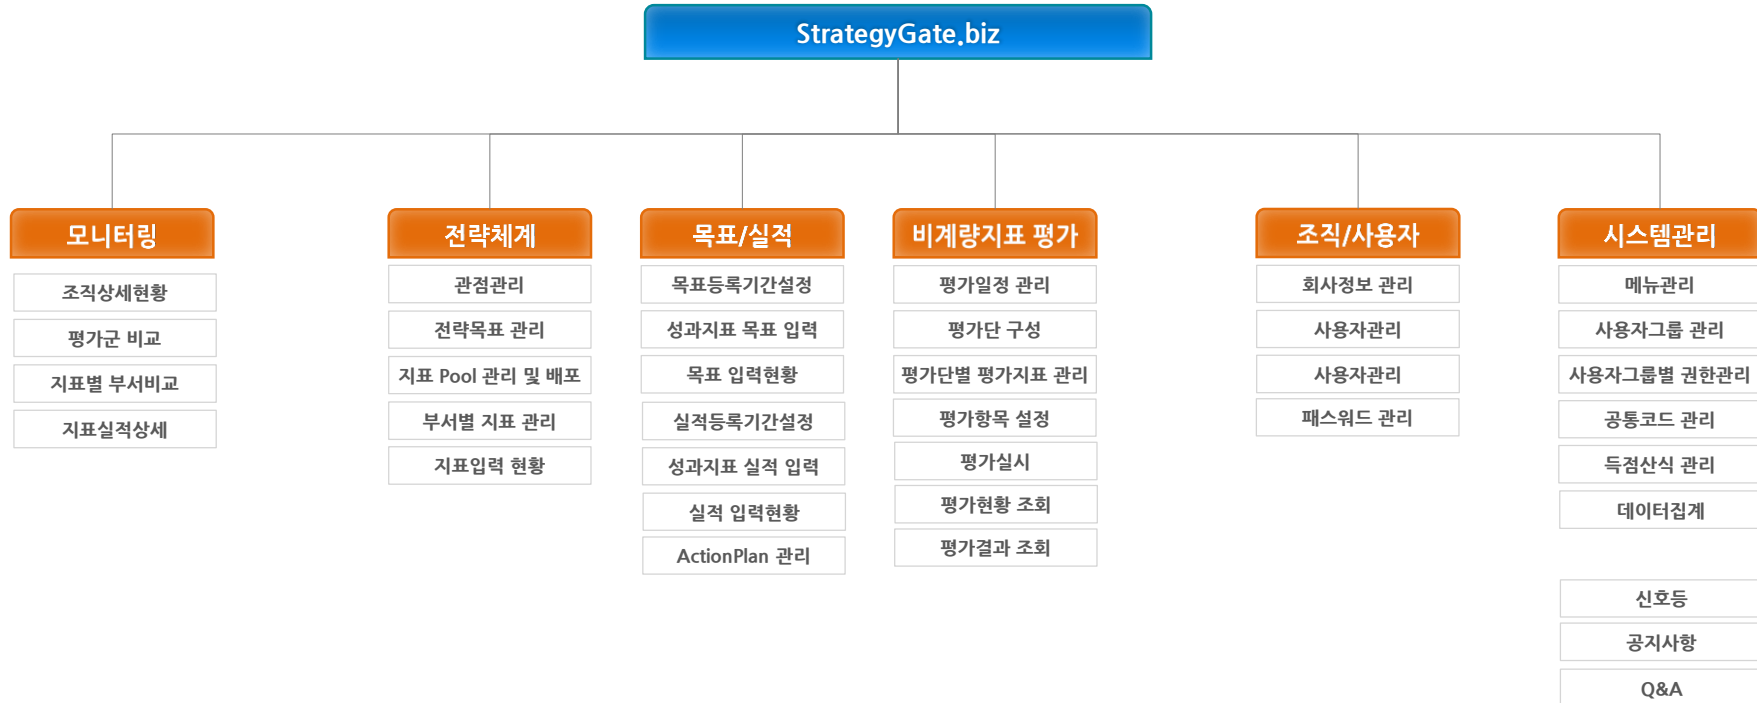 StrategyGate.biz
모니터링
조직상세현황
평가군 비교
지표별 부서비교
지표실적상세
전략체계
관점관리
전략목표 관리
지표 Pool 관리 및 배포
부서별 지표 관리
지표입력 현황
목표/실적
목표등록기간설정
성과지표 목표 입력
목표 입력현황
실적등록기간설정
성과지표 실적 입력
실적 입력현황
ActionPlan 관리
비계량지표 평가
평가일정 관리
평가단 구성
평가단별 평가지표 관리
평가항목 설정
평가실시
평가현황 조회
평가결과 조회
조직/사용자
회사정보 관리
사용자관리
사용자관리
패스워드 관리
시스템관리
메뉴관리
사용자그룹 관리
사용자그룹별 권한관리
공통코드 관리
득점산식 관리
데이터집계
신호등
공지사항
Q&A